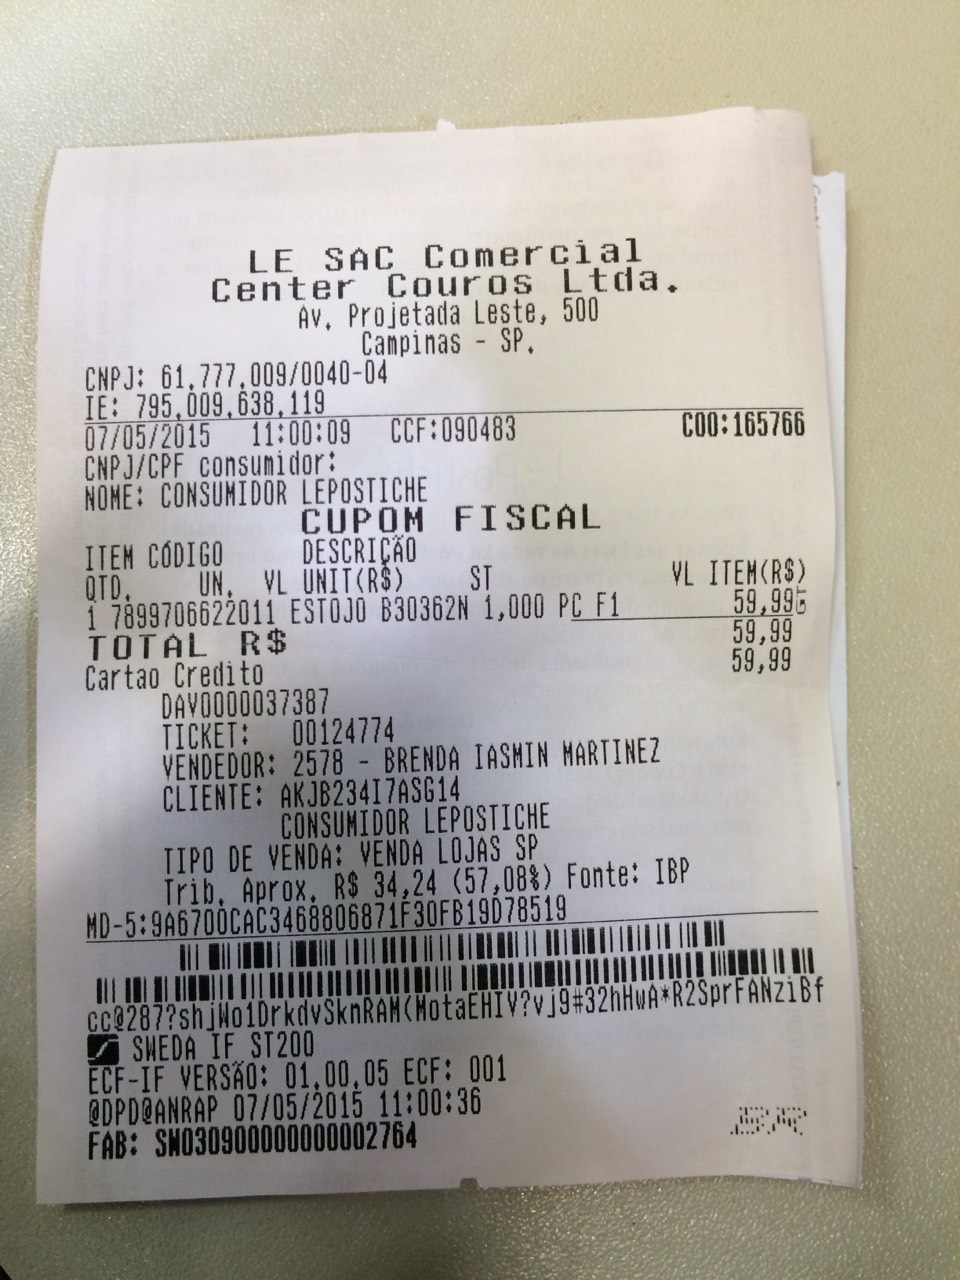 LE SAC Comercial
Center Couros Ltda.
Av. Projetada Leste, 500
Campinas - SP.
CNPJ: 61.777.009/0040-04
IE: 795.009.638.119
07/05/2015 11:00:09 CCF:090483 COO:165766
CNPJ/CPF consumidor:
NOME: CONSUMIDOR LEPOSTICHE
CUPOM FISCAL
ITEM CÓDIGO DESCRIÇÃO
QTD. UN. VL UNIT(R$) ST VL ITEM(R$)
1 7899706622011 ESTOJO B30362N 1,000 PC F1 59,99
TOTAL R$ 59,99
Cartao Credito 59,99
DAV0000037387
TICKET: 00124774
VENDEDOR: 2578 - BRENDA IASMIN MARTINEZ
CLIENTE: AKJB234I7ASG14
CONSUMIDOR LEPOSTICHE
TIPO DE VENDA: VENDA LOJAS SP
Trib. Aprox. R$ 34,24 (57,08%) Fonte: IBP
MD-5:9A6700CAC3468806871F30FB19D78519
cc@287?shjWo1DrkdvSknRAM(MotaEHIV?vj9#32hHwA*R2SprFANziBf
SWEDA IF ST200
ECF-IF VERSÃO: 01.00.05 ECF: 001
@DPD@ANRAP 07/05/2015 11:00:36
FAB: SW030900000000002764